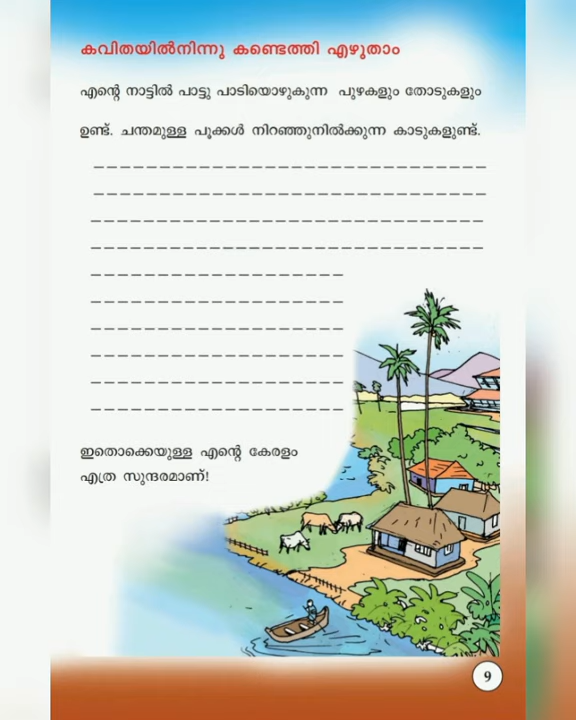 കവിതയിൽനിന്നു കണ്ടെത്തി എഴുതാം
എന്റെ നാട്ടിൽ പാട്ടു പാടിയൊഴുകുന്ന പുഴകളും തോടുകളും
ഉണ്ട്. ചന്തമുള്ള പൂക്കൾ നിറഞ്ഞുനിൽക്കുന്ന കാടുകളുണ്ട്.
ഇതൊക്കെയുള്ള എന്റെ കേരളം
എത്ര സുന്ദരമാണ്!
9